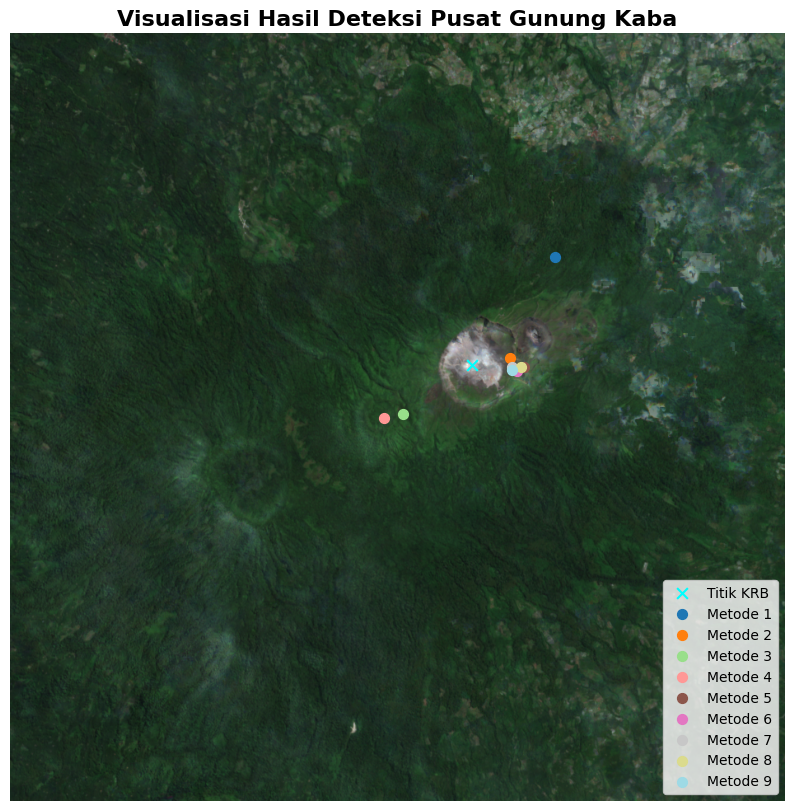 Visualisasi Hasil Deteksi Pusat Gunung Kaba
Titik KRB
Metode 1
Metode 2
Metode 3
Metode 4
Metode 5
Metode 6
Metode 7
Metode 8
Metode 9